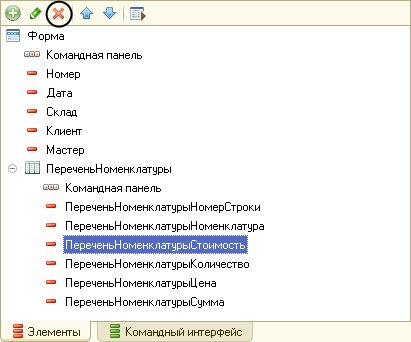 Форма
Командная панель
Номер
Дата
Склад
Клиент
Мастер
ПереченьНоменклатуры
Командная панель
ПереченьНоменклатурыНомерСтроки
ПереченьНоменклатурыНоменклатура
ПереченьНоменклатурыСтоимость
ПереченьНоменклатурыКоличество
ПереченьНоменклатурыЦена
ПереченьНоменклатурыСумма
Элементы Командный интерфейс